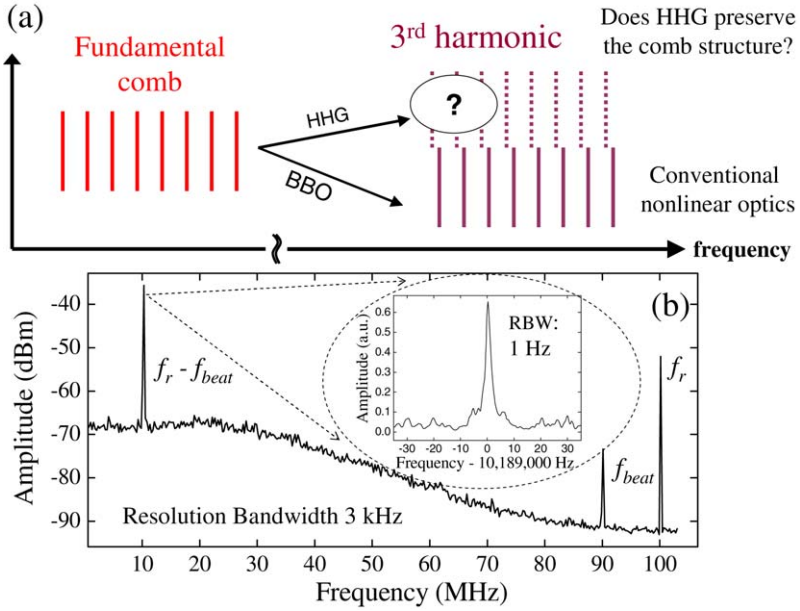 (a)
Fundamental
comb
3rd harmonic
Does HHG preserve
the comb structure?
HHG
?
BBO
Conventional
nonlinear optics
frequency
(b)
Amplitude (dBm)
-40
-50
-60
-70
-80
-90
fr - fbeat
Amplitude (a.u.)
0.6
0.5
0.4
0.3
0.2
0.1
0.0
RBW:
1 Hz
-30 -20 -10 0 10 20 30
Frequency - 10,189,000 Hz
fr
fbeat
Resolution Bandwidth 3 kHz
10 20 30 40 50 60 70 80 90 100
Frequency (MHz)